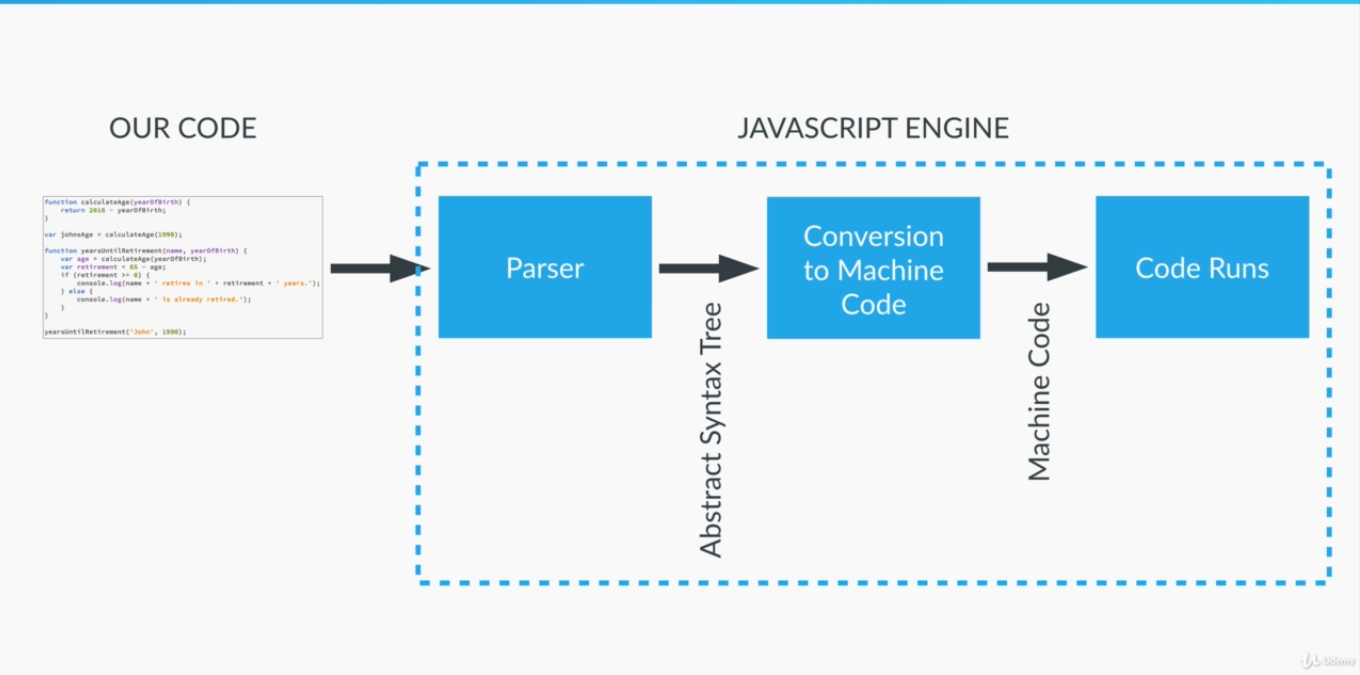 OUR CODE
JAVASCRIPT ENGINE
function calculateAge(yearOfBirth) {
return 2016 - yearOfBirth;
}
var johnsAge = calculateAge(1990);
function yearsUntilRetirement(name, yearOfBirth) {
var age = calculateAge(yearOfBirth);
var retirement = 65 - age;
if (retirement >= 0) {
console.log(name + ' retires in ' + retirement + ' years.');
} else {
console.log(name + ' is already retired.');
}
}
yearsUntilRetirement('John', 1990);
Parser
Abstract Syntax Tree
Conversion
to Machine
Code
Machine Code
Code Runs
Udemy